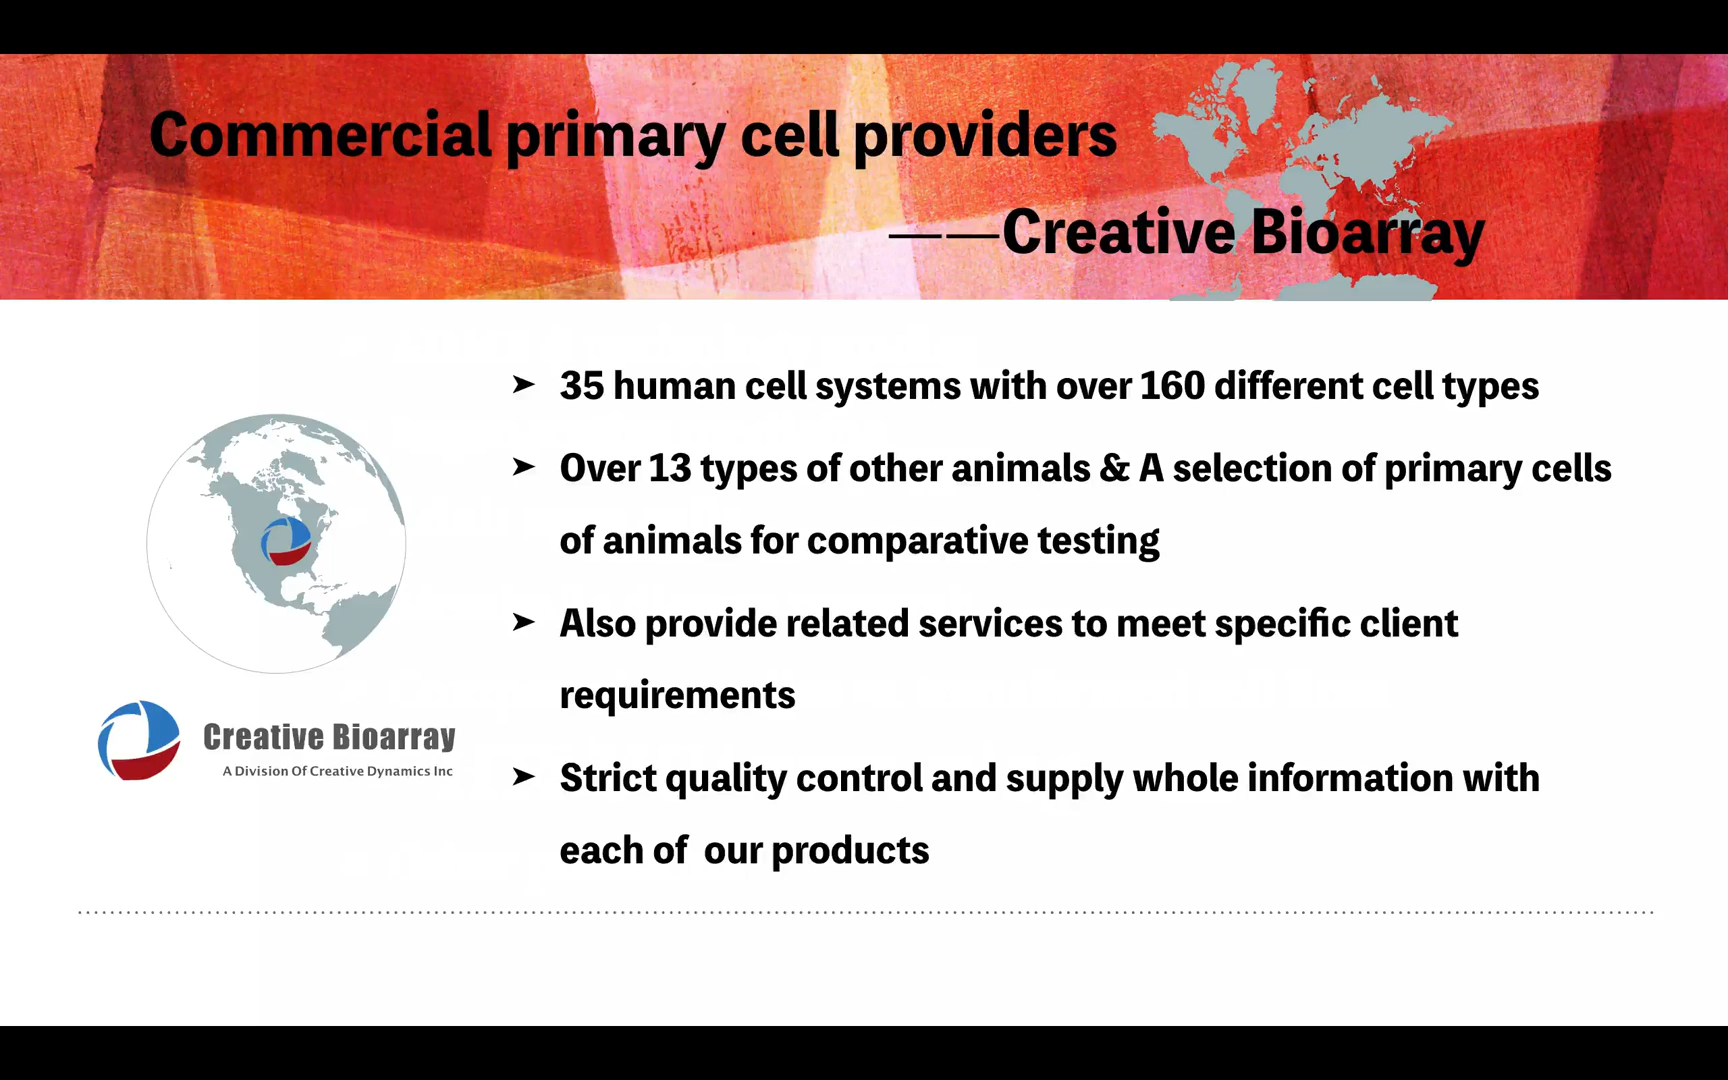 Commercial primary cell providers
——Creative Bioarray
➤ 35 human cell systems with over 160 different cell types
➤ Over 13 types of other animals & A selection of primary cells
of animals for comparative testing
➤ Also provide related services to meet specific client
requirements
➤ Strict quality control and supply whole information with
each of  our products
Creative Bioarray
A Division Of Creative Dynamics Inc